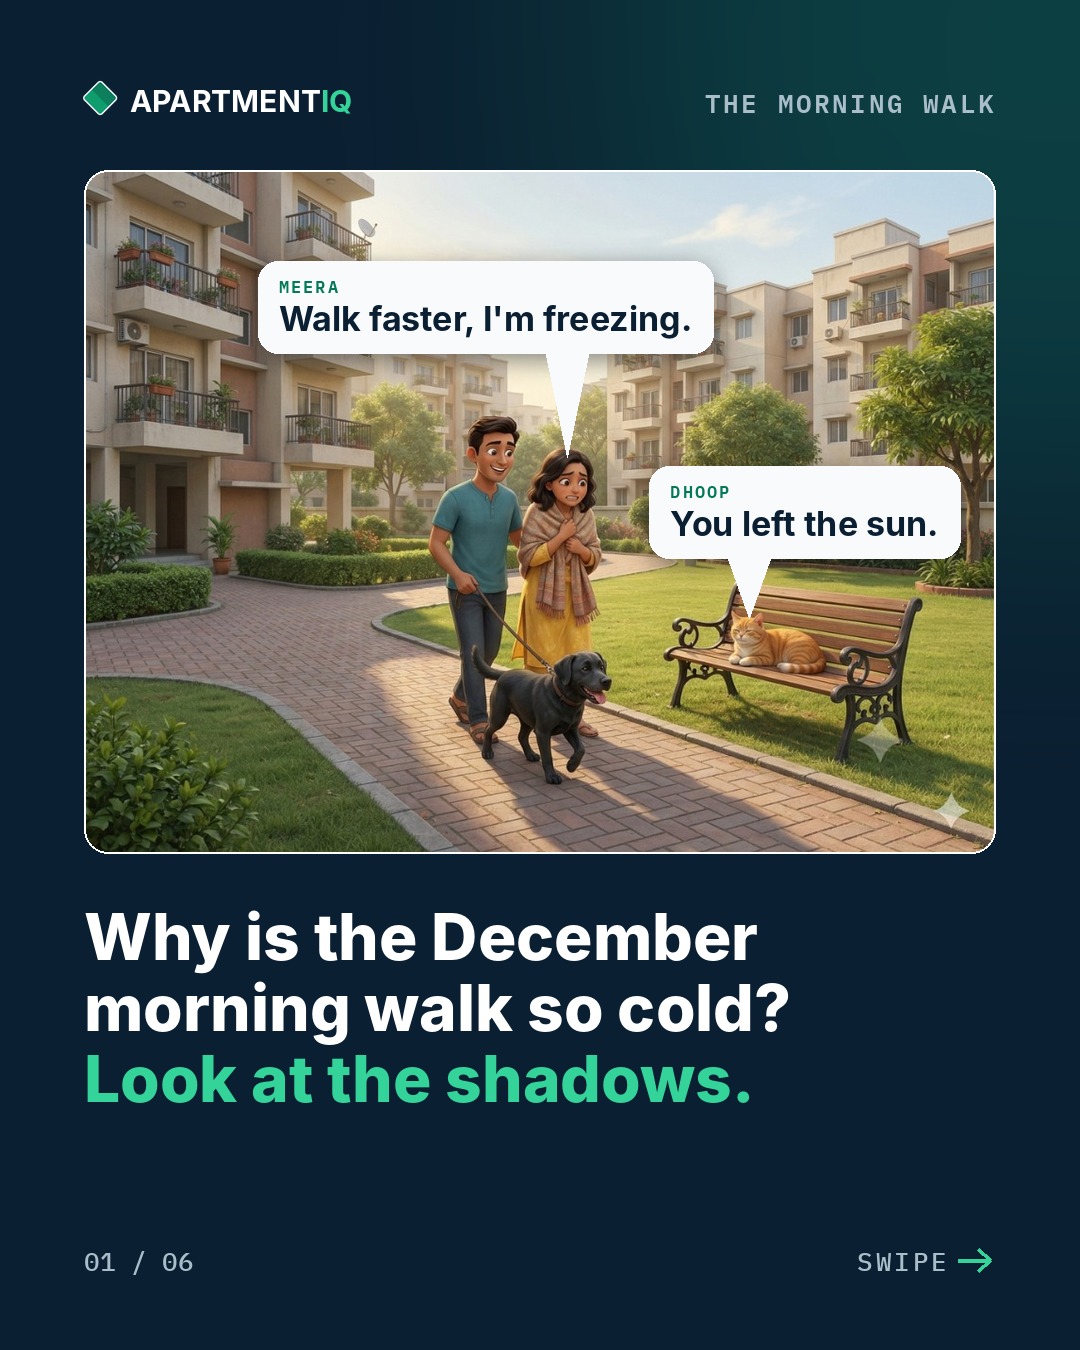 APARTMENTIQ
THE MORNING WALK
MEERA
Walk faster, I'm freezing.
DHOOP
You left the sun.
Why is the December
morning walk so cold?
Look at the shadows.
01 / 06
SWIPE